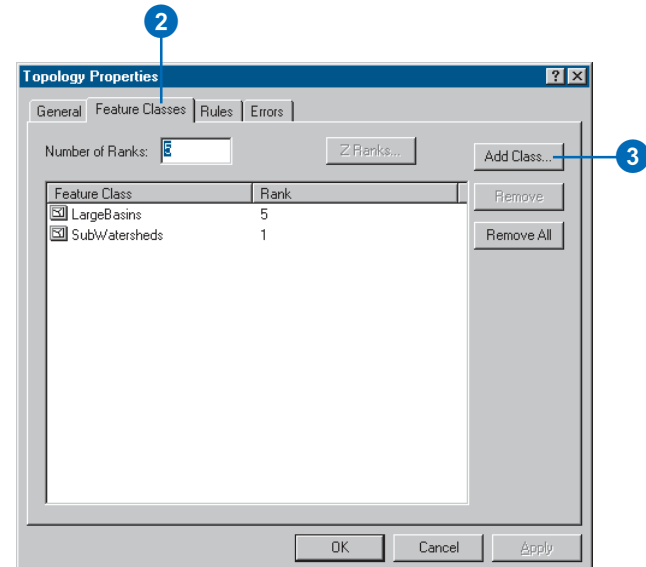 2
Topology Properties
General Feature Classes Rules Errors
Number of Ranks: 5 Z Ranks... Add Class... 3
Feature Class Rank Remove
LargeBasins 5
SubWatersheds 1 Remove All
OK Cancel Apply